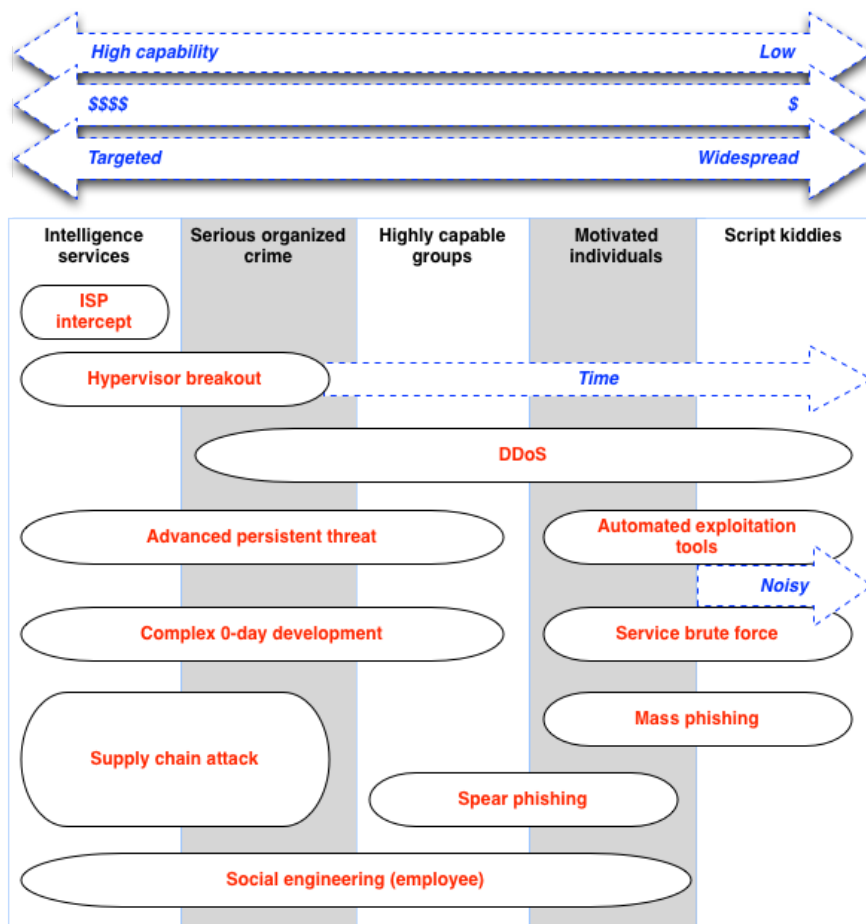 High capability Low
$$$$ $
Targeted Widespread
Intelligence Serious organized Highly capable Motivated Script kiddies
services crime groups individuals
ISP
intercept
Hypervisor breakout Time
DDoS
Advanced persistent threat Automated exploitation
tools
Noisy
Complex 0-day development Service brute force
Mass phishing
Supply chain attack
Spear phishing
Social engineering (employee)